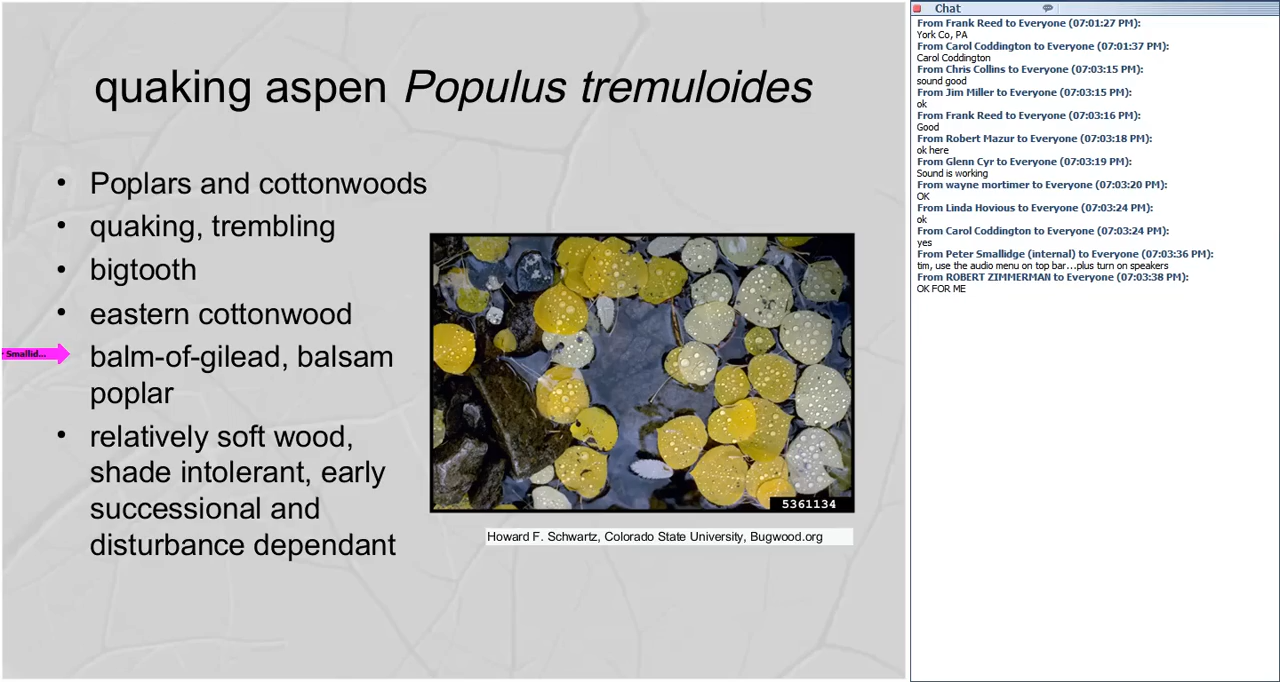 quaking aspen Populus tremuloides
• Poplars and cottonwoods
• quaking, trembling
• bigtooth
• eastern cottonwood
• balm-of-gilead, balsam
poplar
• relatively soft wood,
shade intolerant, early
successional and
disturbance dependant
Smallid...
5361134
Howard F. Schwartz, Colorado State University, Bugwood.org
Chat
From Frank Reed to Everyone (07:01:27 PM):
York Co, PA
From Carol Coddington to Everyone (07:01:37 PM):
Carol Coddington
From Chris Collins to Everyone (07:03:15 PM):
sound good
From Jim Miller to Everyone (07:03:15 PM):
ok
From Frank Reed to Everyone (07:03:16 PM):
Good
From Robert Mazur to Everyone (07:03:18 PM):
ok here
From Glenn Cyr to Everyone (07:03:19 PM):
Sound is working
From wayne mortimer to Everyone (07:03:20 PM):
OK
From Linda Hovious to Everyone (07:03:24 PM):
ok
From Carol Coddington to Everyone (07:03:24 PM):
yes
From Peter Smallidge (internal) to Everyone (07:03:36 PM):
tim, use the audio menu on top bar...plus turn on speakers
From ROBERT ZIMMERMAN to Everyone (07:03:38 PM):
OK FOR ME